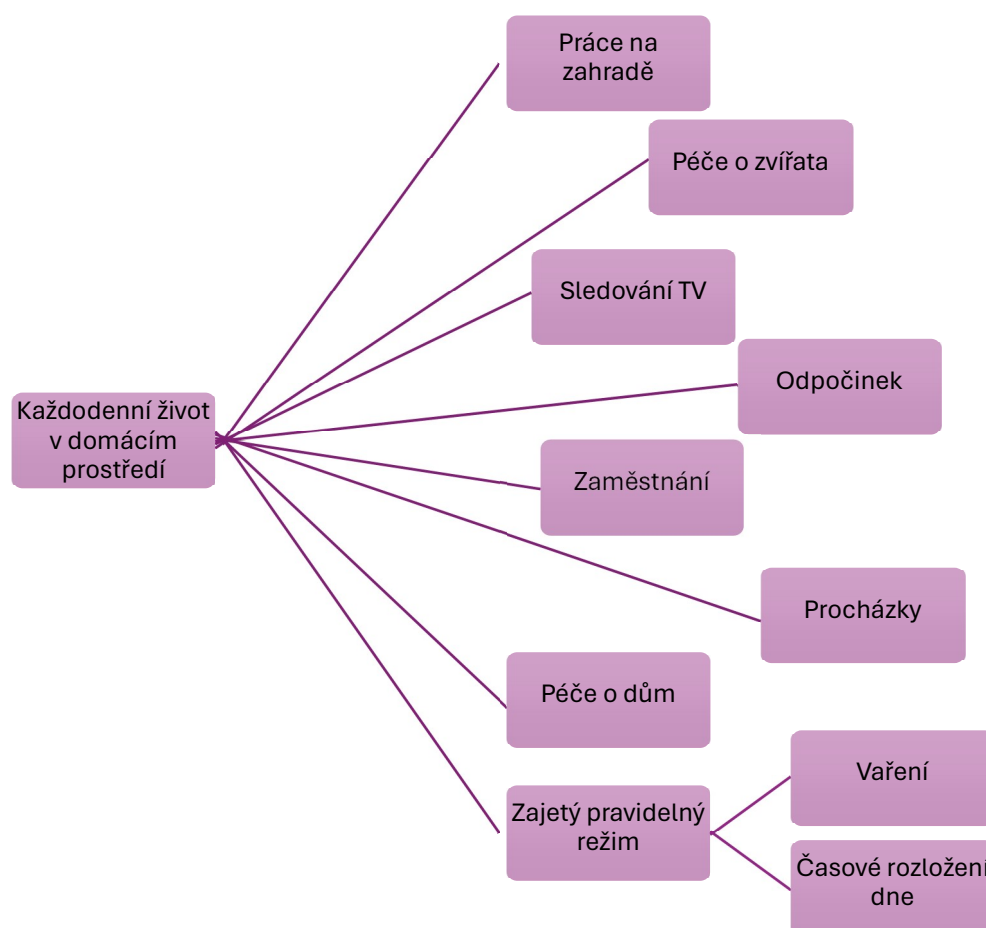 Práce na
zahradě
Péče o zvířata
Sledování TV
Odpočinek
Každodenní život
v domácím
prostředí
Zaměstnání
Procházky
Péče o dům
Vaření
Zajetý pravidelný
režim
Časové rozložení
dne